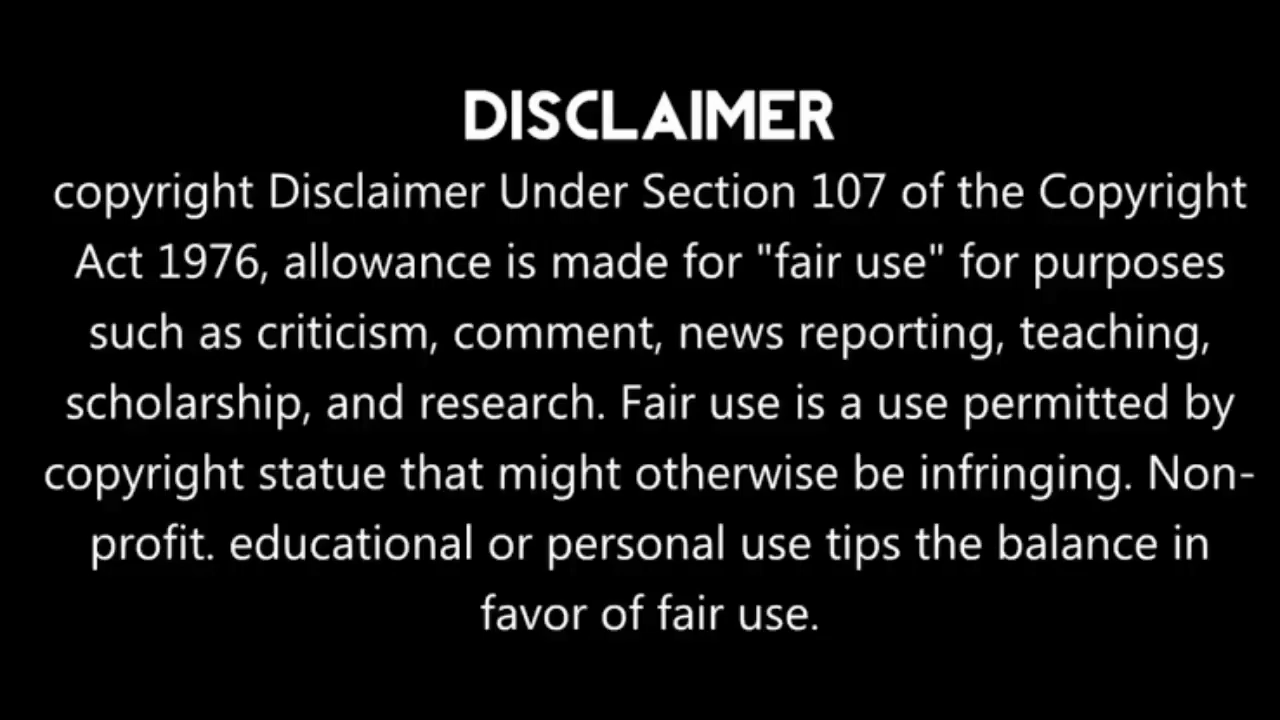 DISCLAIMER
copyright Disclaimer Under Section 107 of the Copyright
Act 1976, allowance is made for "fair use" for purposes
such as criticism, comment, news reporting, teaching,
scholarship, and research. Fair use is a use permitted by
copyright statue that might otherwise be infringing. Non-
profit. educational or personal use tips the balance in
favor of fair use.